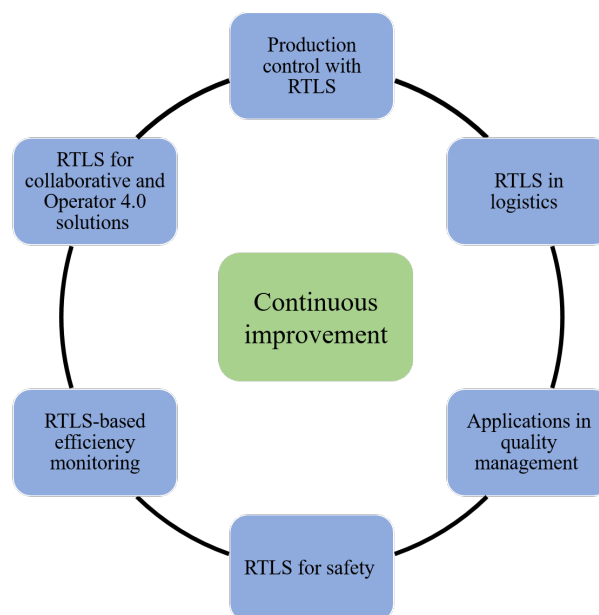 Production
control with
RTLS
RTLS in
logistics
Applications in
quality
management
RTLS for safety
RTLS-based
efficiency
monitoring
RTLS for
collaborative and
Operator 4.0
solutions
Continuous
improvement